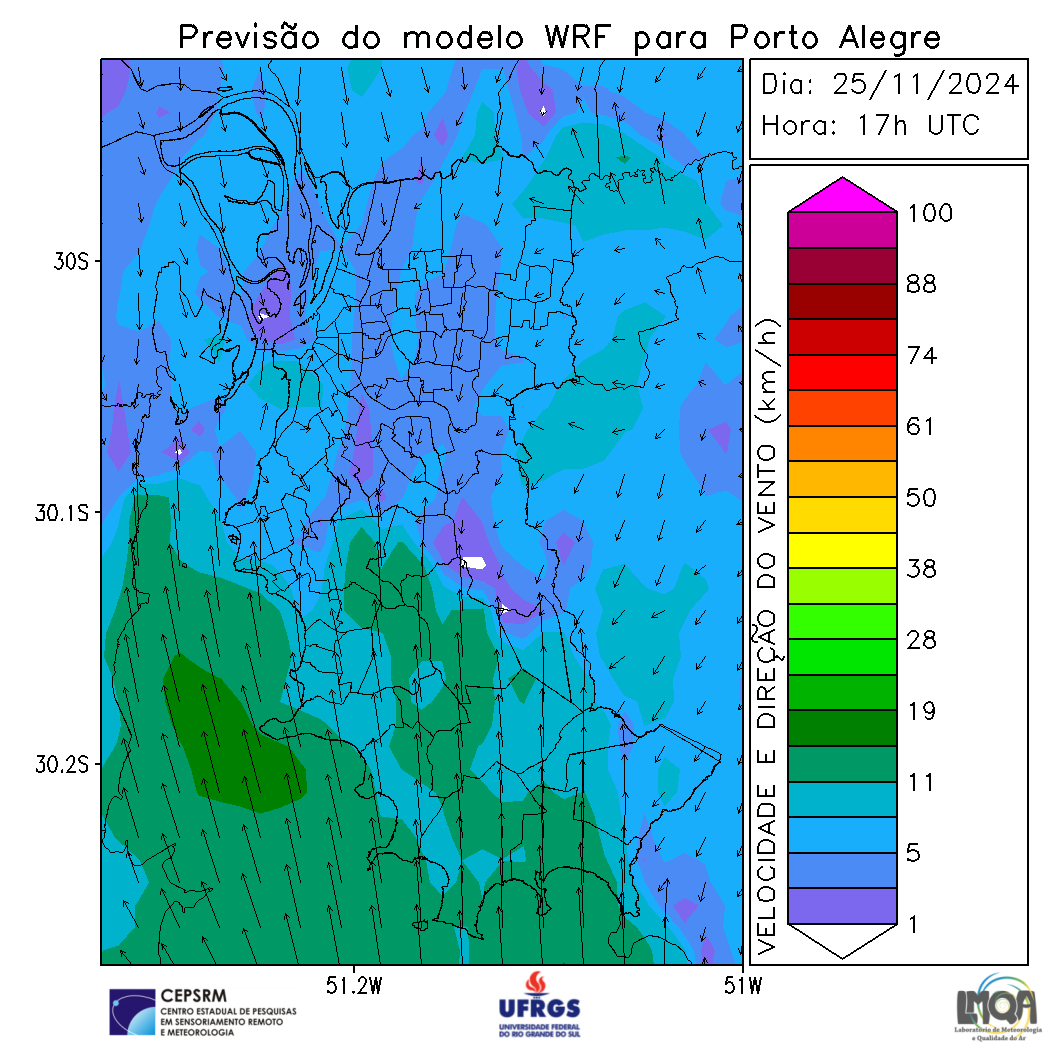 Previsão do modelo WRF para Porto Alegre
Dia: 25/11/2024
Hora: 17h UTC
30S
30.1S
30.2S
51.2W
51W
VELOCIDADE E DIREÇÃO DO VENTO (km/h)
100
88
74
61
50
38
28
19
11
5
1
CEPSRM
CENTRO ESTADUAL DE PESQUISAS
EM SENSORIAMENTO REMOTO
E METEOROLOGIA
UFRGS
UNIVERSIDADE FEDERAL
DO RIO GRANDE DO SUL
LMQA
Laboratório de Meteorologia
e Qualidade do Ar